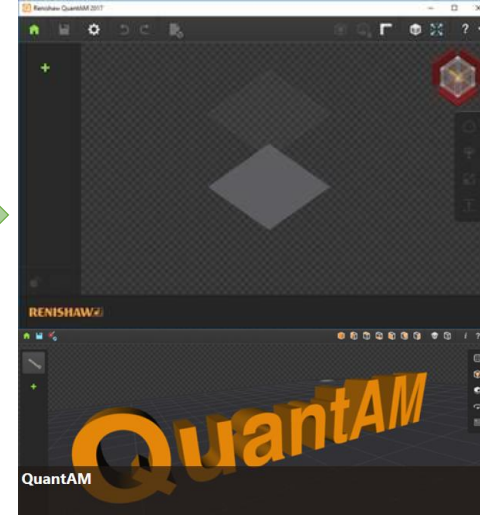 Renishaw QuantAM 2017
?
RENISHAW
i ?
QuantAM
QuantAM